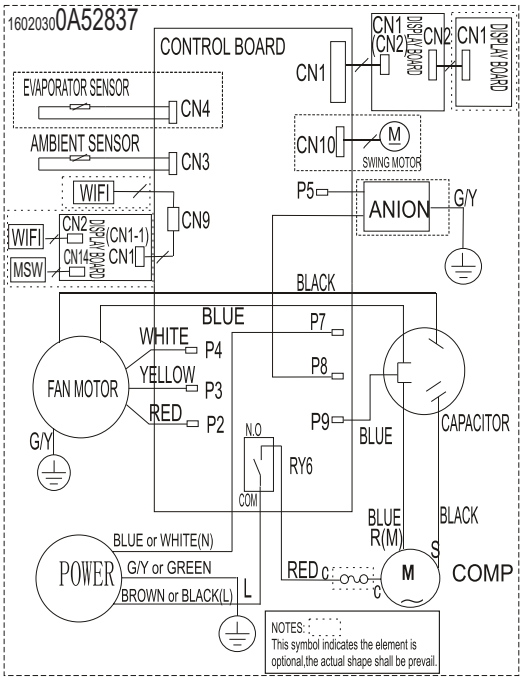 16020300A52837
CONTROL BOARD
CN1
(CN2)
DISPLAY BOARD
CN2
CN1
DISPLAY BOARD
CN1
EVAPORATOR SENSOR
CN4
AMBIENT SENSOR
CN3
CN10
M
SWING MOTOR
WIFI
CN9
P5
ANION
G/Y
WIFI
CN2
DISPLAY BOARD
(CN1-1)
MSW
CN14
CN1
BLACK
BLUE
P7
WHITE
P4
FAN MOTOR
YELLOW
P3
P8
RED
P2
P9
CAPACITOR
BLUE
G/Y
N.O
RY6
COM
BLUE
R(M)
BLACK
S
BLUE or WHITE(N)
POWER
G/Y or GREEN
BROWN or BLACK(L)
L
RED
C
C
M
COMP
NOTES:
This symbol indicates the element is
optional,the actual shape shall be prevail.